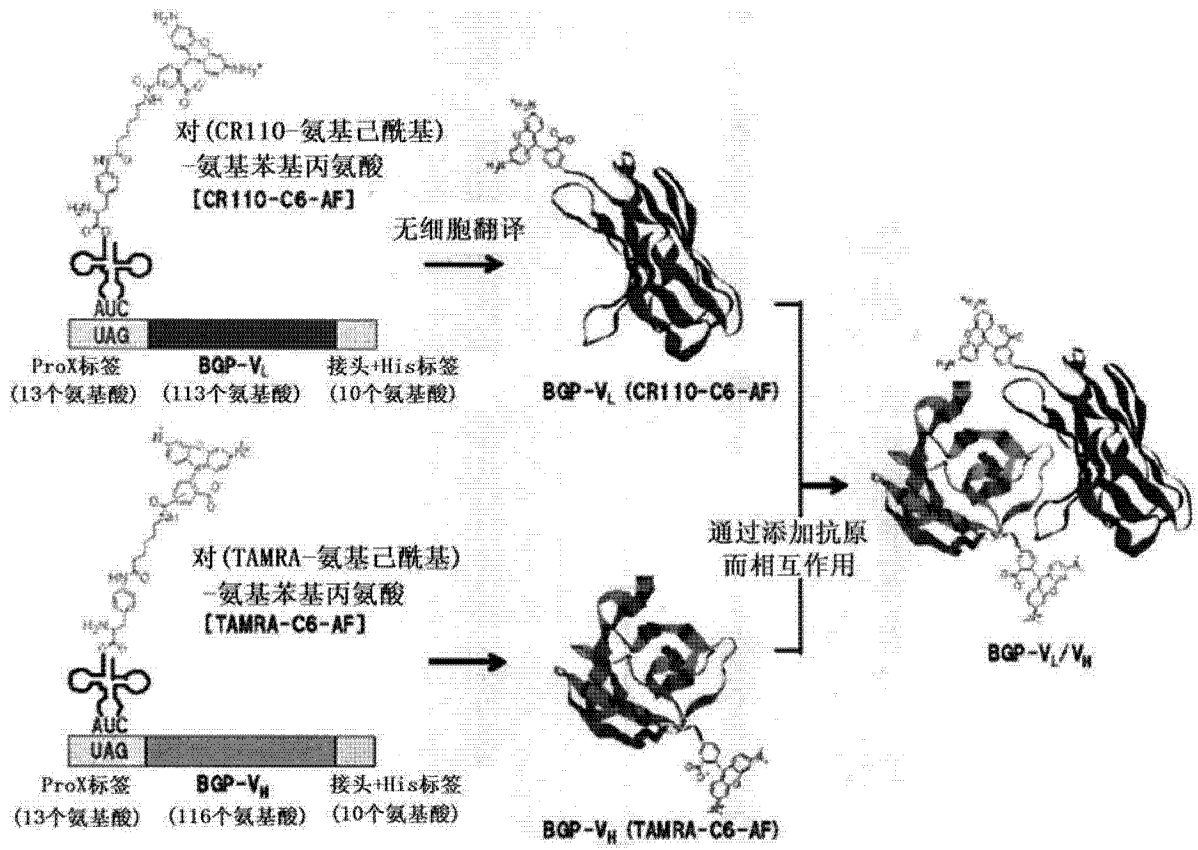 对(CR110-氨基己酰基)
-氨基苯基丙氨酸
[CR110-C6-AF]
无细胞翻译
AUC
UAG
ProX标签
(13个氨基酸)
BGP-VL
(113个氨基酸)
接头+His标签
(10个氨基酸)
BGP-VL (CR110-C6-AF)
对(TAMRA-氨基己酰基)
-氨基苯基丙氨酸
[TAMRA-C6-AF]
通过添加抗原
而相互作用
BGP-VL/VH
AUC
UAG
ProX标签
(13个氨基酸)
BGP-VH
(116个氨基酸)
接头+His标签
(10个氨基酸)
BGP-VH (TAMRA-C6-AF)